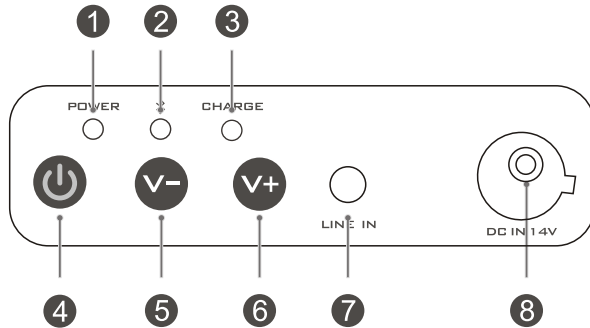 1 2 3
POWER CHARGE
V- V+
LINE IN
DC IN 14V
4 5 6 7 8